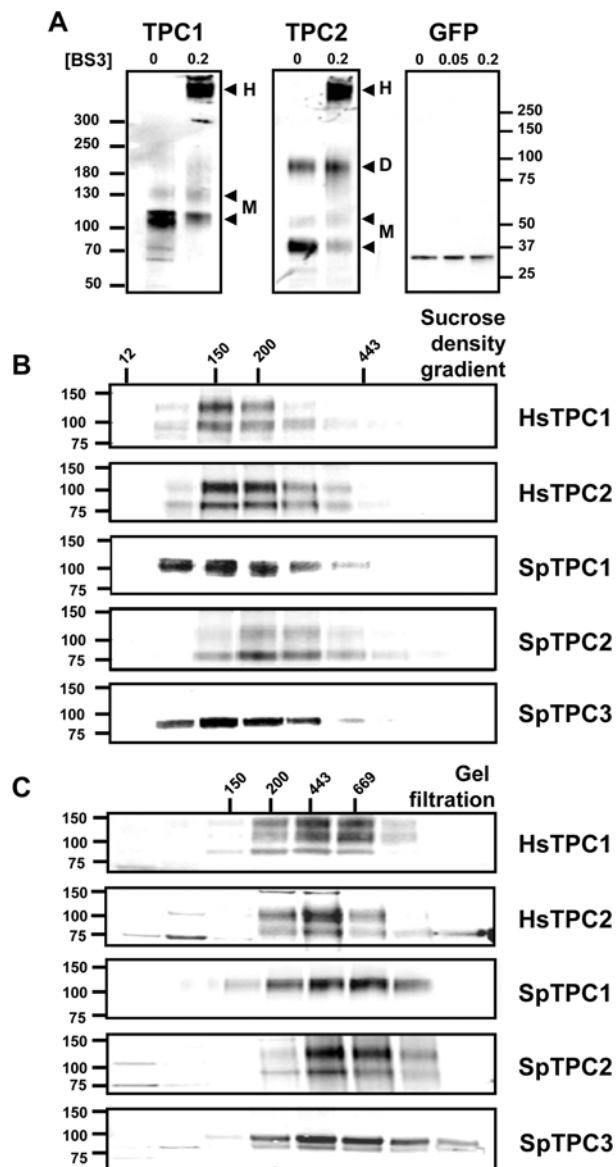 A
TPC1 TPC2 GFP
[BS3] 0 0.2 0 0.2 0 0.05 0.2
H H
300
250
180
130
100
70
50
M
D
M
250
150
100
75
50
37
25
Sucrose
density
gradient
B
12 150 200 443
150
100
75
HsTPC1
150
100
75
HsTPC2
150
100
75
SpTPC1
150
100
75
SpTPC2
150
100
75
SpTPC3
C
150 200 443 669
Gel
filtration
150
100
75
HsTPC1
150
100
75
HsTPC2
150
100
75
SpTPC1
150
100
75
SpTPC2
150
100
75
SpTPC3